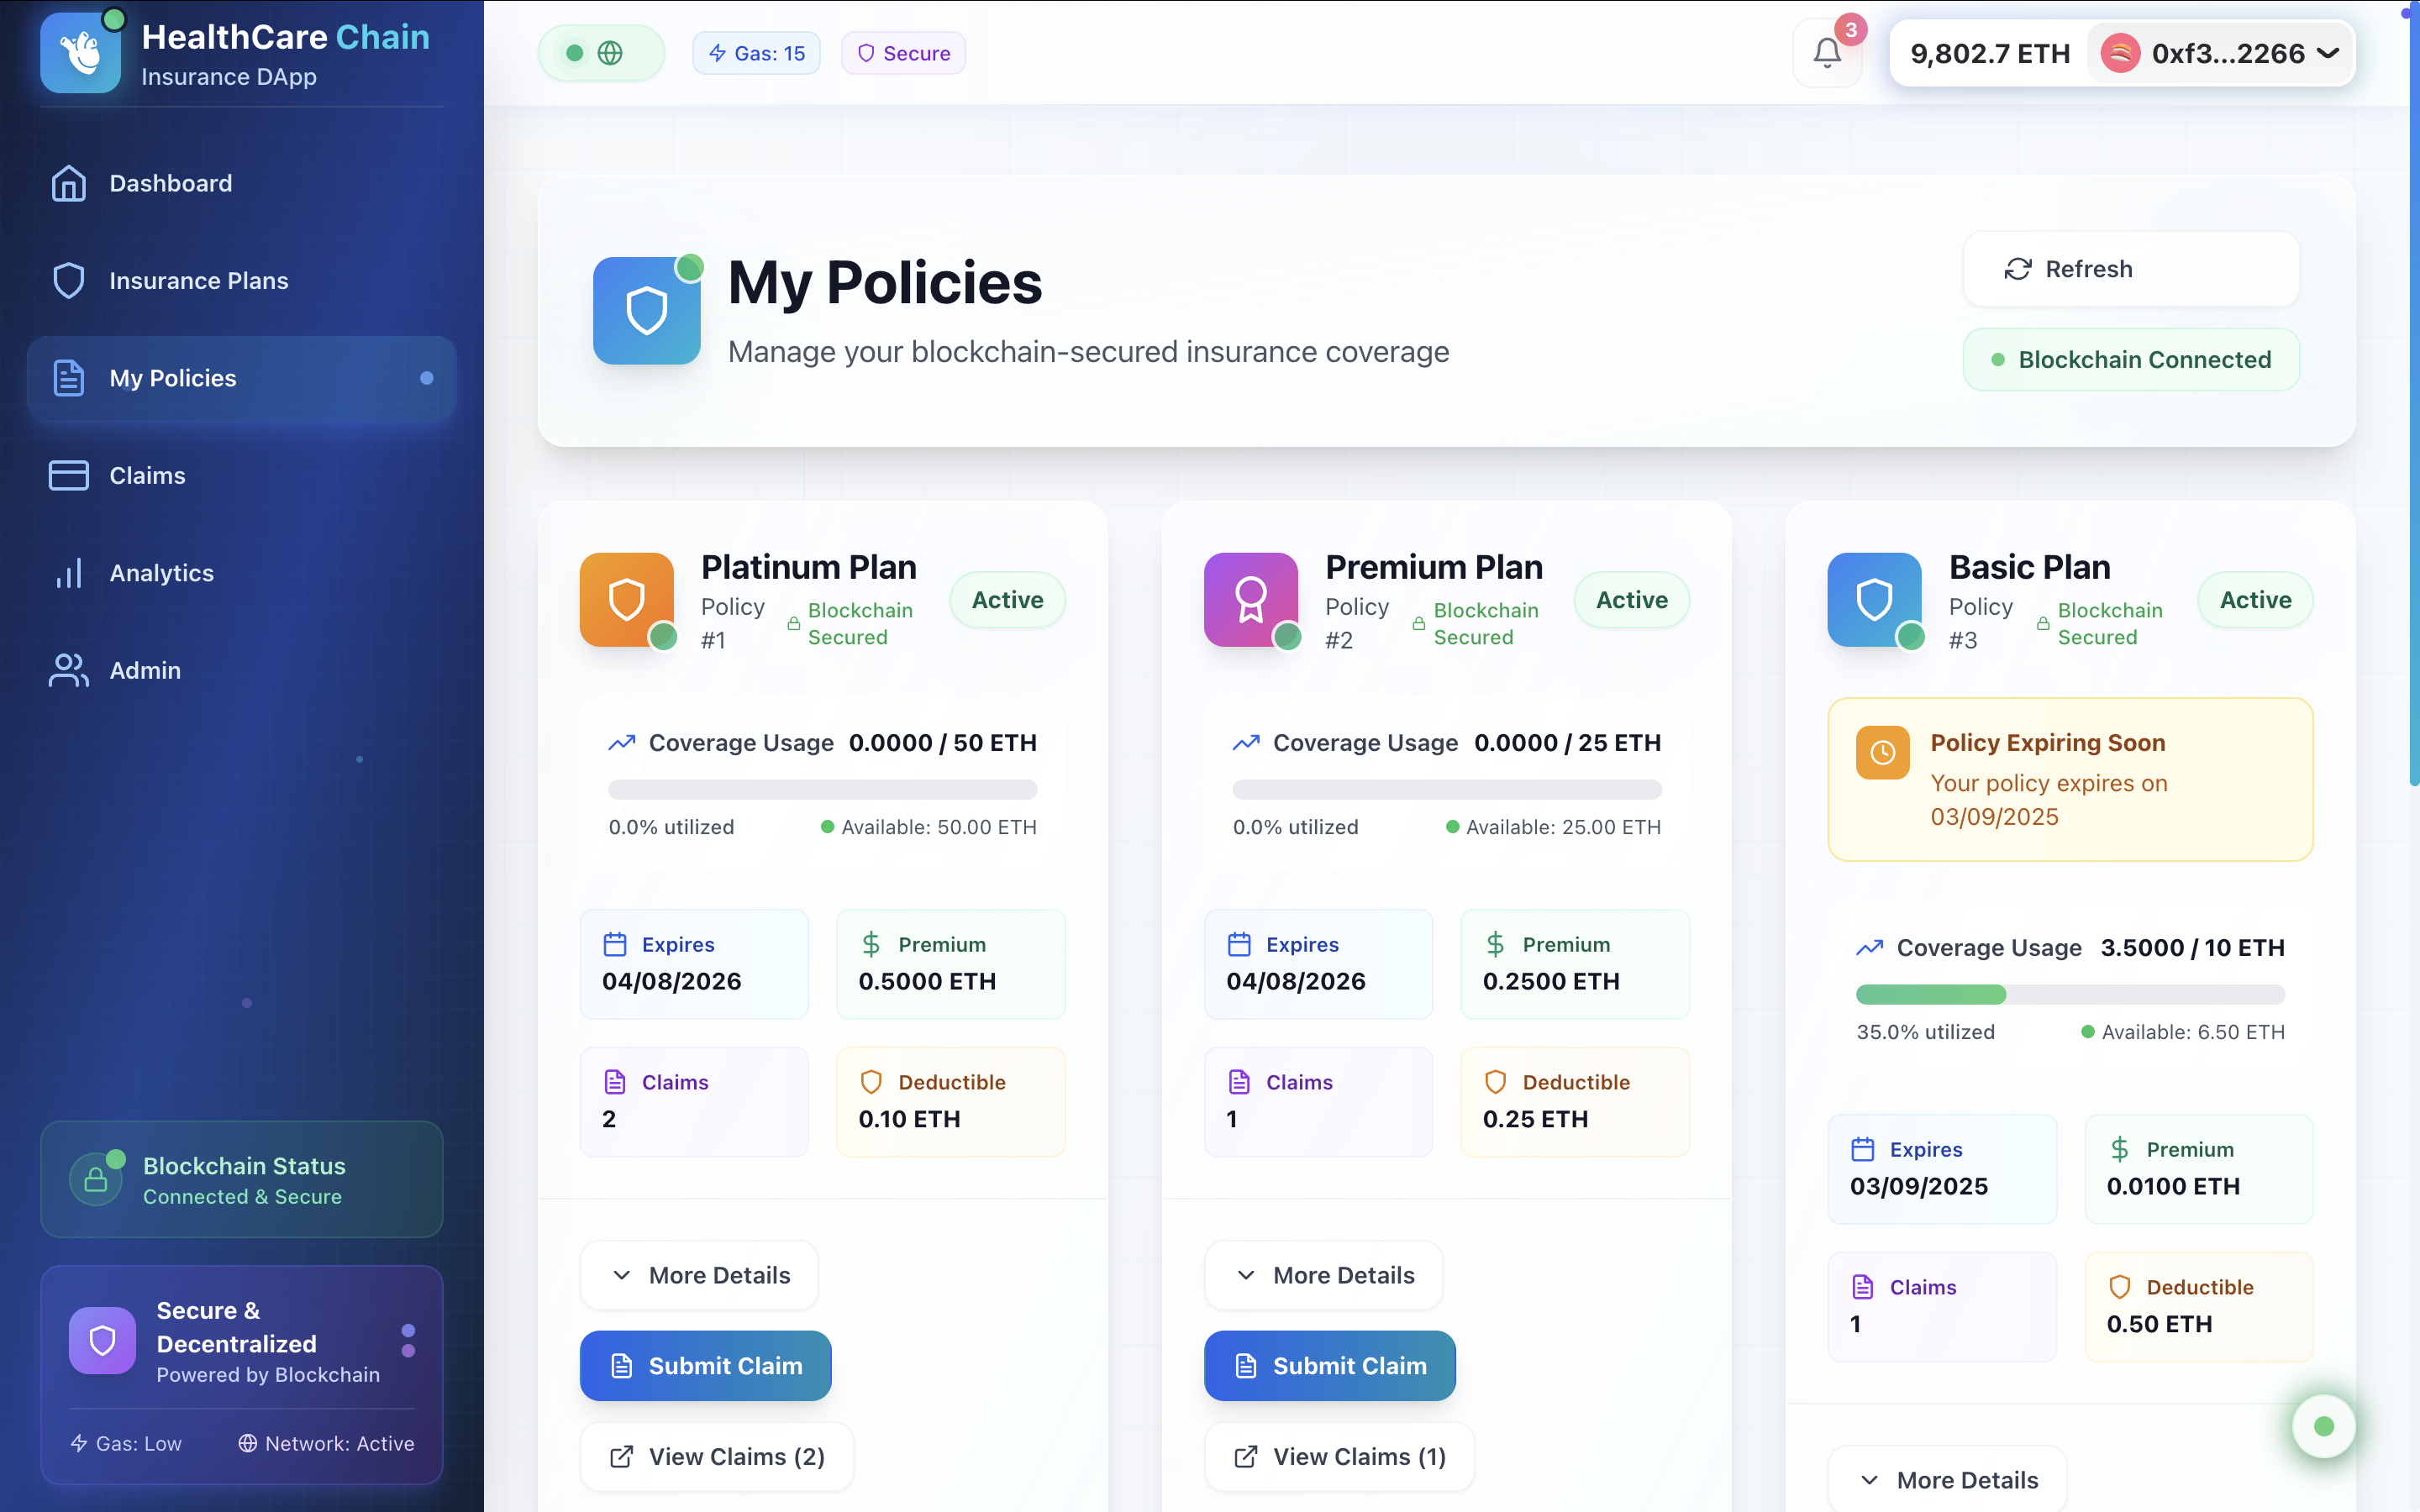 HealthCare Chain
Insurance DApp
Dashboard
Insurance Plans
My Policies
Claims
Analytics
Admin
Blockchain Status
Connected & Secure
Secure &
Decentralized
Powered by Blockchain
Gas: Low
Network: Active
Gas: 15
Secure
3
9,802.7 ETH
0xf3...2266
My Policies
Manage your blockchain-secured insurance coverage
Refresh
Blockchain Connected
Platinum Plan
Policy
#1
Blockchain
Secured
Active
Coverage Usage
0.0000 / 50 ETH
0.0% utilized
Available: 50.00 ETH
Expires
04/08/2026
Premium
0.5000 ETH
Claims
2
Deductible
0.10 ETH
More Details
Submit Claim
View Claims (2)
Premium Plan
Policy
#2
Blockchain
Secured
Active
Coverage Usage
0.0000 / 25 ETH
0.0% utilized
Available: 25.00 ETH
Expires
04/08/2026
Premium
0.2500 ETH
Claims
1
Deductible
0.25 ETH
More Details
Submit Claim
View Claims (1)
Basic Plan
Policy
#3
Blockchain
Secured
Active
Policy Expiring Soon
Your policy expires on
03/09/2025
Coverage Usage
3.5000 / 10 ETH
35.0% utilized
Available: 6.50 ETH
Expires
03/09/2025
Premium
0.0100 ETH
Claims
1
Deductible
0.50 ETH
More Details